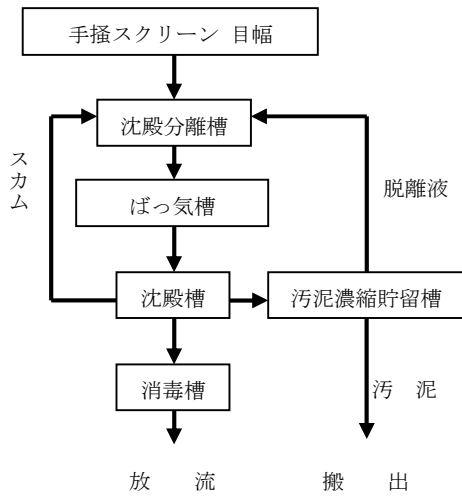 手掻スクリーン 目幅
沈殿分離槽
スカム
脱離液
ばっ気槽
沈殿槽
汚泥濃縮貯留槽
消毒槽
汚 泥
放 流
搬 出